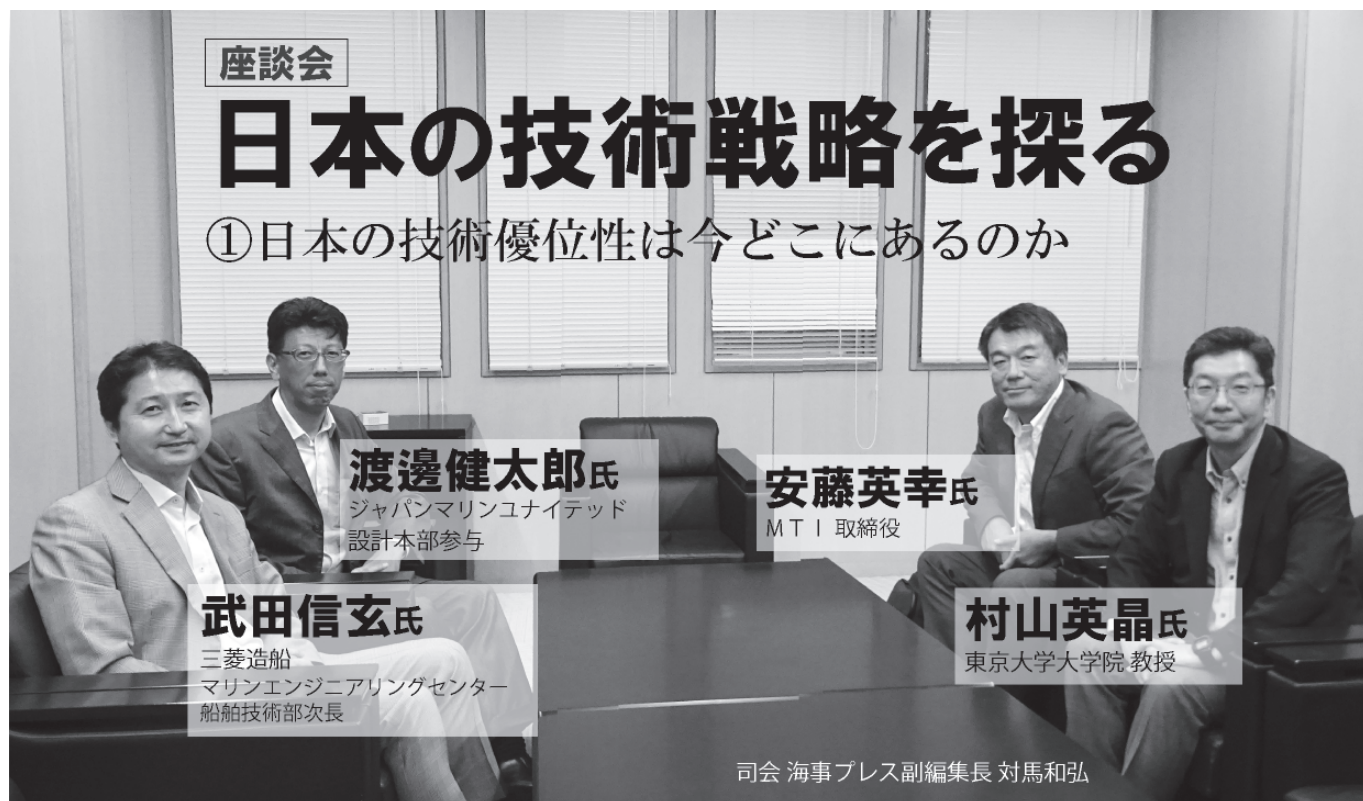 座談会
日本の技術戦略を探る
①日本の技術優位性は今どこにあるのか
渡邊健太郎氏
ジャパンマリンユナイテッド
設計本部参与
安藤英幸氏
ＭＴＩ 取締役
武田信玄氏
三菱造船
マリンエンジニアリングセンター
船舶技術部次長
村山英晶氏
東京大学大学院 教授
司会 海事プレス副編集長 対馬和弘